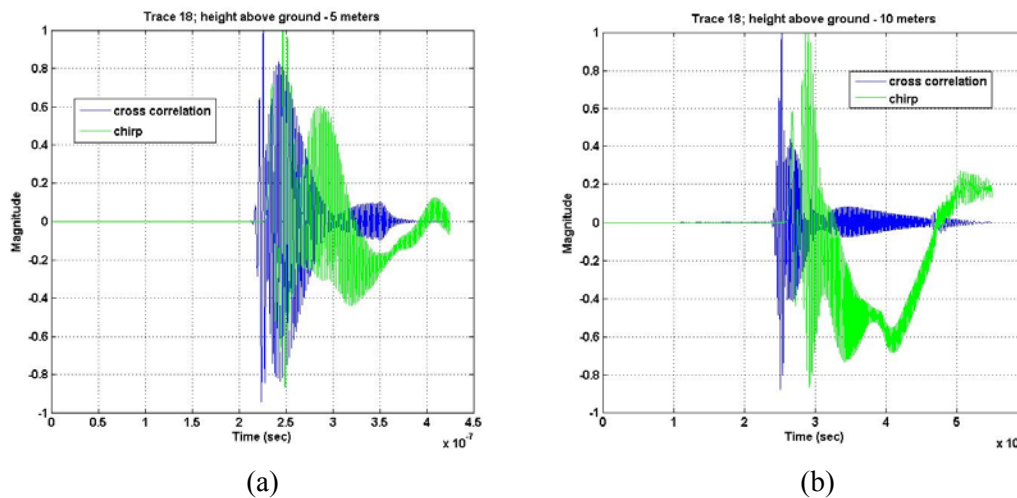 Trace 18; height above ground - 5 meters
1
0.8
0.6
0.4
0.2
0
-0.2
-0.4
-0.6
-0.8
-1
Magnitude
cross correlation
chirp
0 0.5 1 1.5 2 2.5 3 3.5 4 4.5
Time (sec)
x 10⁻⁷
(a)
Trace 18; height above ground - 10 meters
1
0.8
0.6
0.4
0.2
0
-0.2
-0.4
-0.6
-0.8
-1
Magnitude
cross correlation
chirp
0 1 2 3 4 5
Time (sec)
x 10
(b)